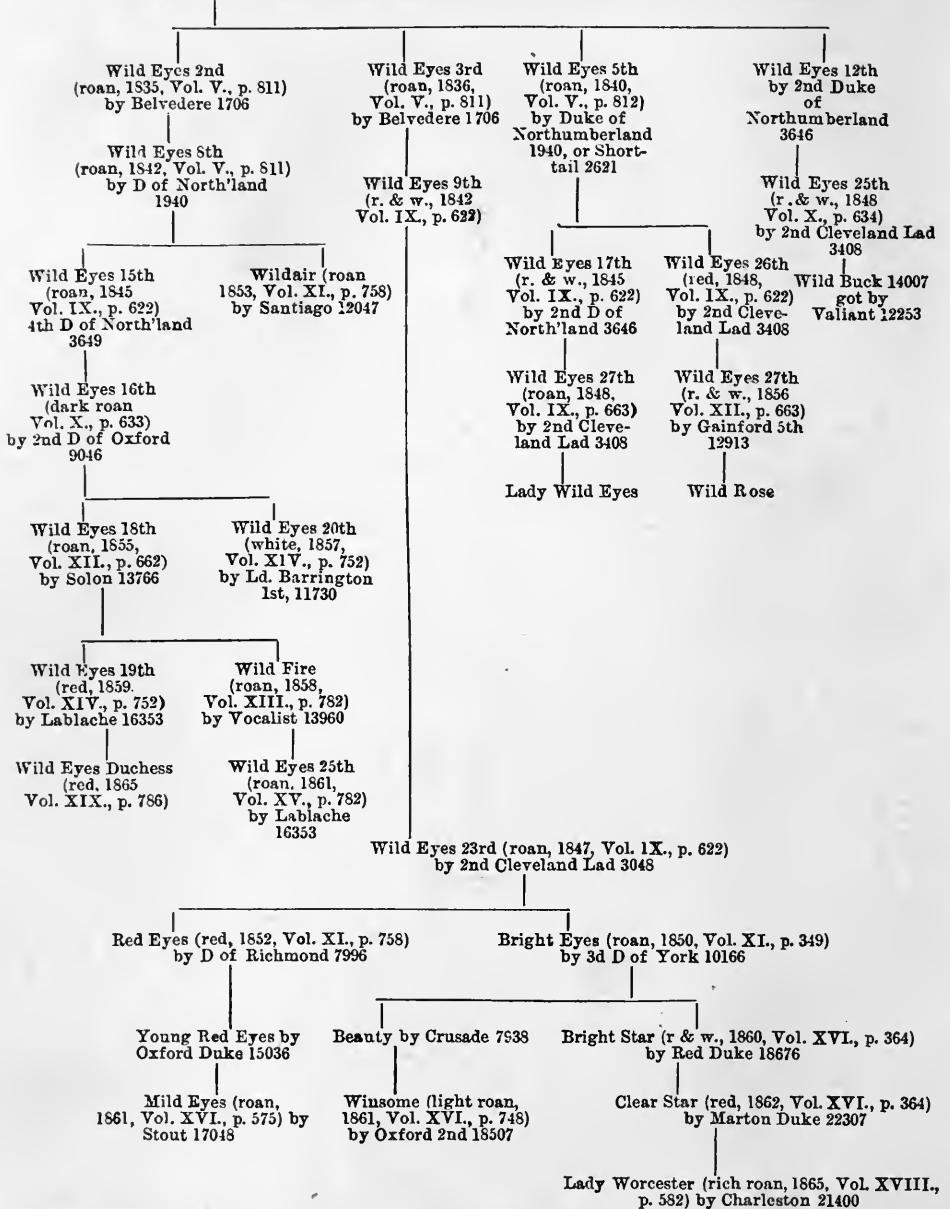 Wild Eyes 2nd
(roan, 1835, Vol. V., p. 811)
by Belvedere 1706
Wild Eyes 3rd
(roan, 1836,
Vol. V., p. 811)
by Belvedere 1706
Wild Eyes 5th
(roan, 1840,
Vol. V., p. 812)
by Duke of
Northumberland
1940, or Short-
tail 2621
Wild Eyes 12th
by 2nd Duke
of
Northumberland
3646
Wild Eyes 8th
(roan, 1842, Vol. V., p. 811)
by D of North'land
1940
Wild Eyes 9th
(r. & w., 1842
Vol. IX., p. 622)
Wild Eyes 25th
(r. & w., 1848
Vol. X., p. 634)
by 2nd Cleveland Lad
3408
Wild Eyes 15th
(roan, 1845
Vol. IX., p. 622)
4th D of North'land
3649
Wildair (roan
1853, Vol. XI., p. 758)
by Santiago 12047
Wild Eyes 17th
(r. & w., 1845
Vol. IX., p. 622)
by 2nd D of
North'land 3646
Wild Eyes 26th
(red, 1848,
Vol. IX., p. 622)
by 2nd Cleve-
land Lad 3408
Wild Buck 14007
got by
Valiant 12253
Wild Eyes 16th
(dark roan
Vol. X., p. 633)
by 2nd D of Oxford
9046
Wild Eyes 27th
(roan, 1848,
Vol. IX., p. 663)
by 2nd Cleve-
land Lad 3408
Wild Eyes 27th
(r. & w., 1856
Vol. XII., p. 663)
by Gainford 5th
12913
Lady Wild Eyes
Wild Rose
Wild Eyes 18th
(roan, 1855,
Vol. XII., p. 662)
by Solon 13766
Wild Eyes 20th
(white, 1857,
Vol. XIV., p. 752)
by Ld. Barrington
1st, 11730
Wild Eyes 19th
(red, 1859.
Vol. XIV., p. 752)
by Lablache 16353
Wild Fire
(roan, 1858,
Vol. XIII., p. 782)
by Vocalist 13960
Wild Eyes Duchess
(red, 1865
Vol. XIX., p. 786)
Wild Eyes 25th
(roan, 1861,
Vol. XV., p. 782)
by Lablache
16353
Wild Eyes 23rd (roan, 1847, Vol. IX., p. 622)
by 2nd Cleveland Lad 3048
Red Eyes (red, 1852, Vol. XI., p. 758)
by D of Richmond 7996
Bright Eyes (roan, 1850, Vol. XI., p. 349)
by 3d D of York 10166
Young Red Eyes by
Oxford Duke 15036
Beauty by Crusade 7938
Bright Star (r & w., 1860, Vol. XVI., p. 364)
by Red Duke 18676
Mild Eyes (roan,
1861, Vol. XVI., p. 575) by
Stout 17048
Winsome (light roan,
1861, Vol. XVI., p. 748)
by Oxford 2nd 18507
Clear Star (red, 1862, Vol. XVI., p. 364)
by Marton Duke 22307
Lady Worcester (rich roan, 1865, Vol. XVIII.,
p. 582) by Charleston 21400